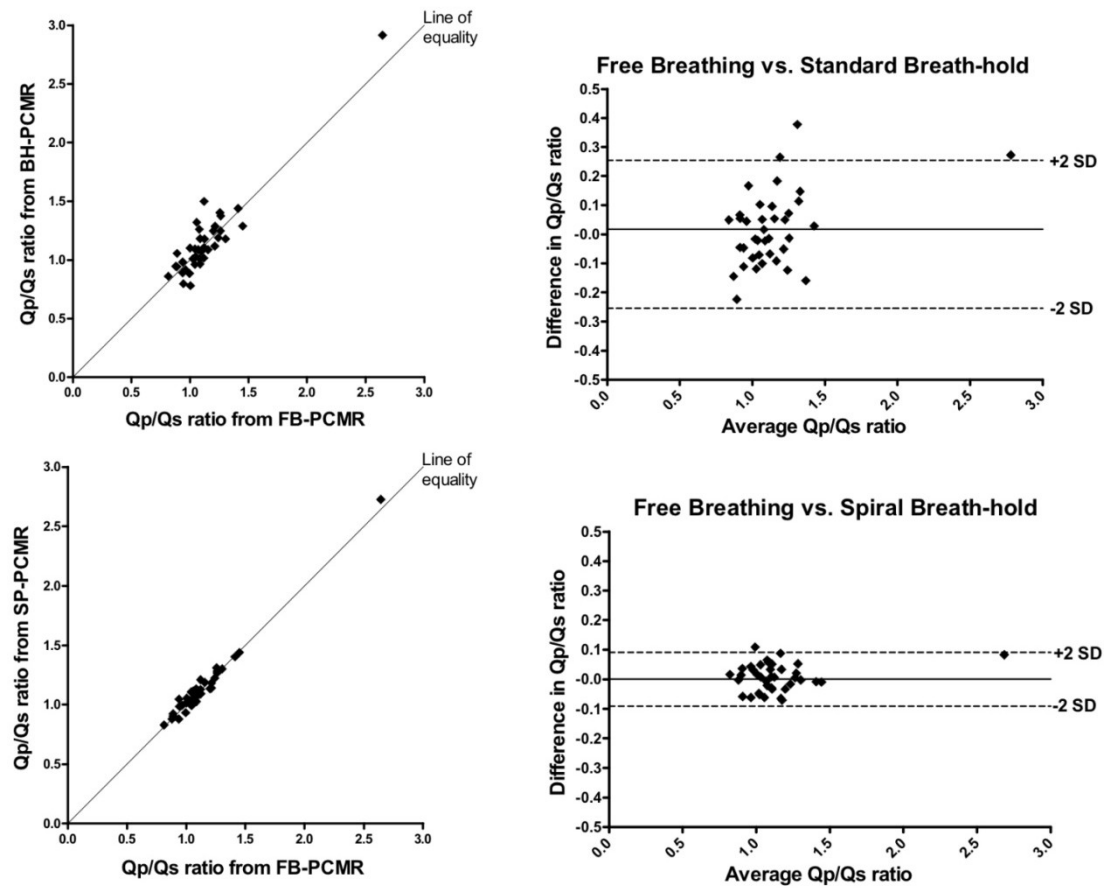 Line of
equality
Qp/Qs ratio from BH-PCMR
3.0
2.5
2.0
1.5
1.0
0.5
0.0
0.0 0.5 1.0 1.5 2.0 2.5 3.0
Qp/Qs ratio from FB-PCMR
Free Breathing vs. Standard Breath-hold
Difference in Qp/Qs ratio
0.5
0.4
0.3
0.2
0.1
-0.0
-0.1
-0.2
-0.3
-0.4
-0.5
+2 SD
-2 SD
0.0 0.5 1.0 1.5 2.0 2.5 3.0
Average Qp/Qs ratio
Line of
equality
Qp/Qs ratio from SP-PCMR
3.0
2.5
2.0
1.5
1.0
0.5
0.0
0.0 0.5 1.0 1.5 2.0 2.5 3.0
Qp/Qs ratio from FB-PCMR
Free Breathing vs. Spiral Breath-hold
Difference in Qp/Qs ratio
0.5
0.4
0.3
0.2
0.1
-0.0
-0.1
-0.2
-0.3
-0.4
-0.5
+2 SD
-2 SD
0.0 0.5 1.0 1.5 2.0 2.5 3.0
Average Qp/Qs ratio